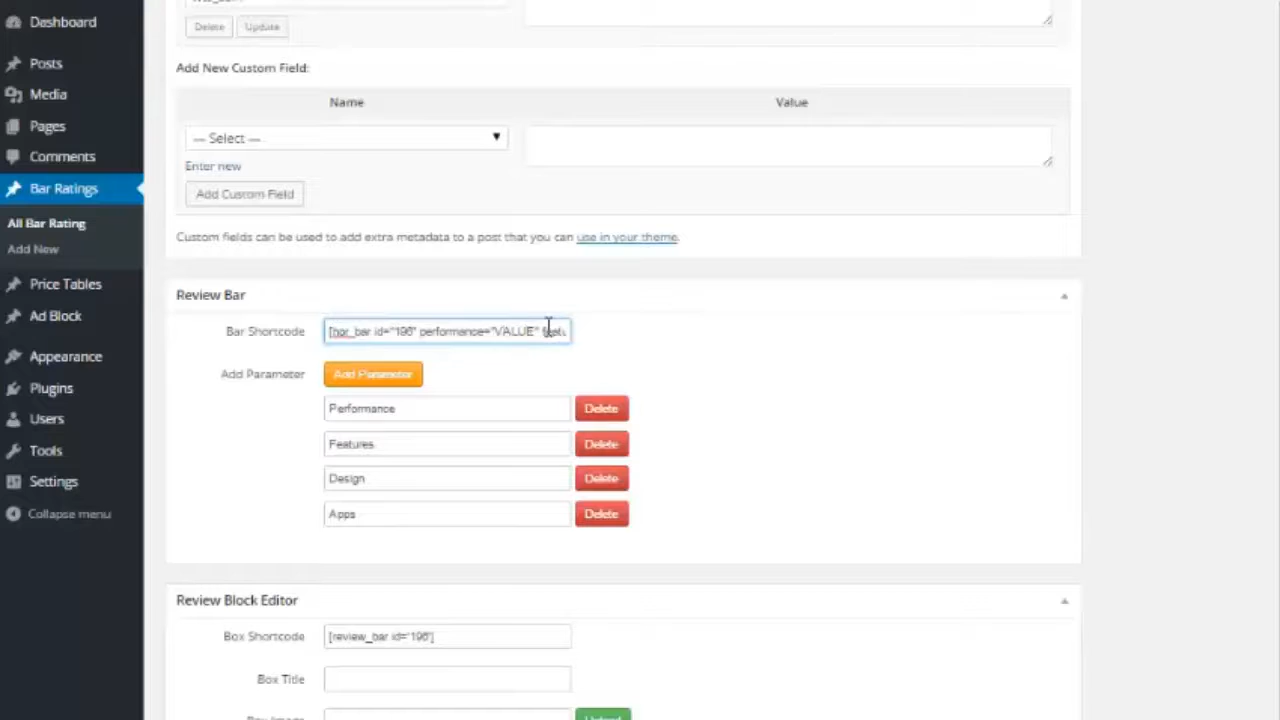 Dashboard
Posts
Media
Pages
Comments
Bar Ratings
All Bar Rating
Add New
Price Tables
Ad Block
Appearance
Plugins
Users
Tools
Settings
Collapse menu
Delete Update
Add New Custom Field:
Name Value
— Select —
Enter new
Add Custom Field
Custom fields can be used to add extra metadata to a post that you can use in your theme.
Review Bar
Bar Shortcode [hor_bar id="196" performance="VALUE"
Add Parameter Add Parameter
Performance Delete
Features Delete
Design Delete
Apps Delete
Review Block Editor
Box Shortcode [review_bar id='196']
Box Title